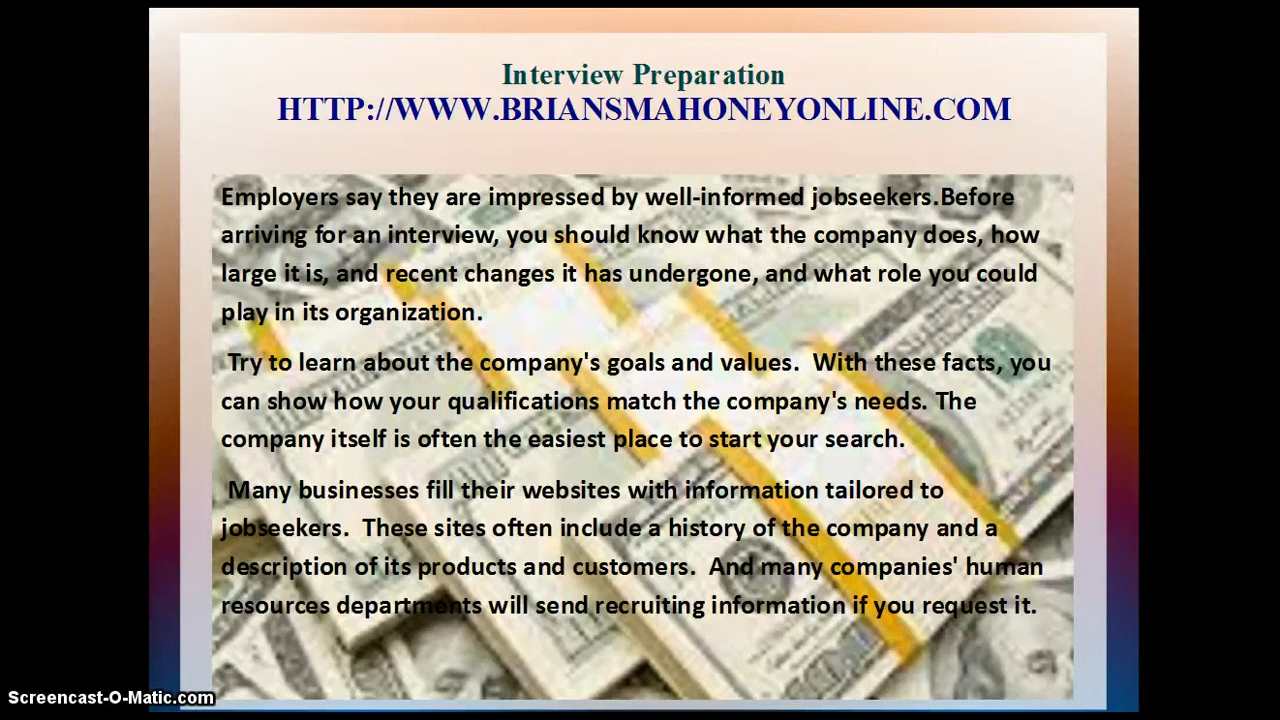 Interview Preparation
HTTP://WWW.BRIANSMAHONEYONLINE.COM
Employers say they are impressed by well-informed jobseekers.Before
arriving for an interview, you should know what the company does, how
large it is, and recent changes it has undergone, and what role you could
play in its organization.
Try to learn about the company's goals and values.  With these facts, you
can show how your qualifications match the company's needs. The
company itself is often the easiest place to start your search.
Many businesses fill their websites with information tailored to
jobseekers.  These sites often include a history of the company and a
description of its products and customers.  And many companies' human
resources departments will send recruiting information if you request it.
Screencast-O-Matic.com